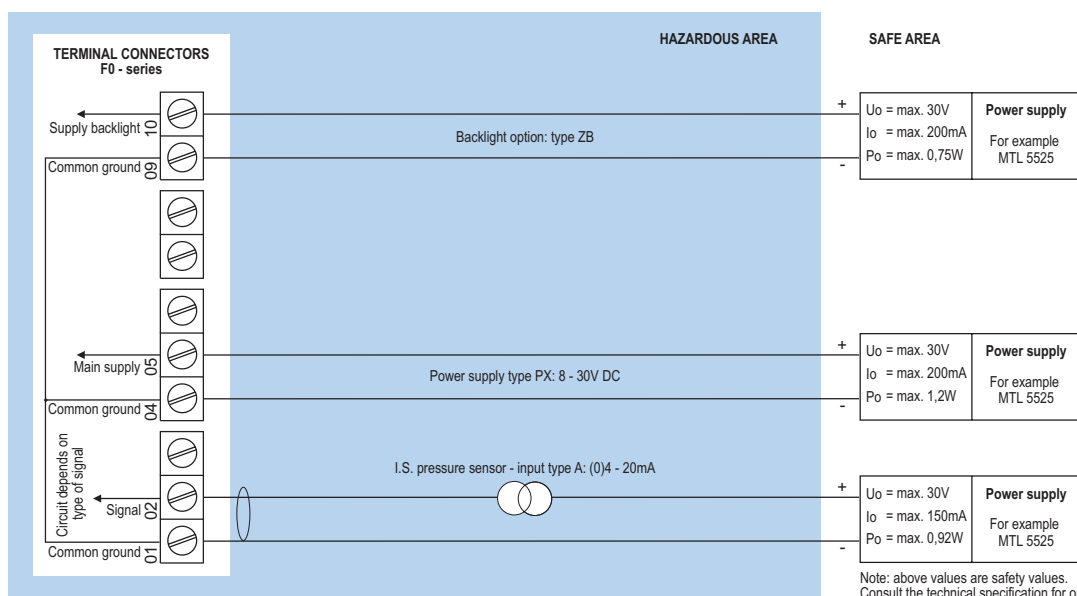 HAZARDOUS AREA
SAFE AREA
TERMINAL CONNECTORS
F0 - series
Supply backlight
10
Common ground
09
Backlight option: type ZB
+
-
Uo = max. 30V
Io = max. 200mA
Po = max. 0,75W
Power supply
For example
MTL 5525
Main supply
05
Common ground
04
Power supply type PX: 8 - 30V DC
+
-
Uo = max. 30V
Io = max. 200mA
Po = max. 1,2W
Power supply
For example
MTL 5525
Circuit depends on
type of signal
Signal
02
Common ground
01
I.S. pressure sensor - input type A: (0)4 - 20mA
+
-
Uo = max. 30V
Io = max. 150mA
Po = max. 0,92W
Power supply
For example
MTL 5525
Note: above values are safety values.
Consult the technical specification for o